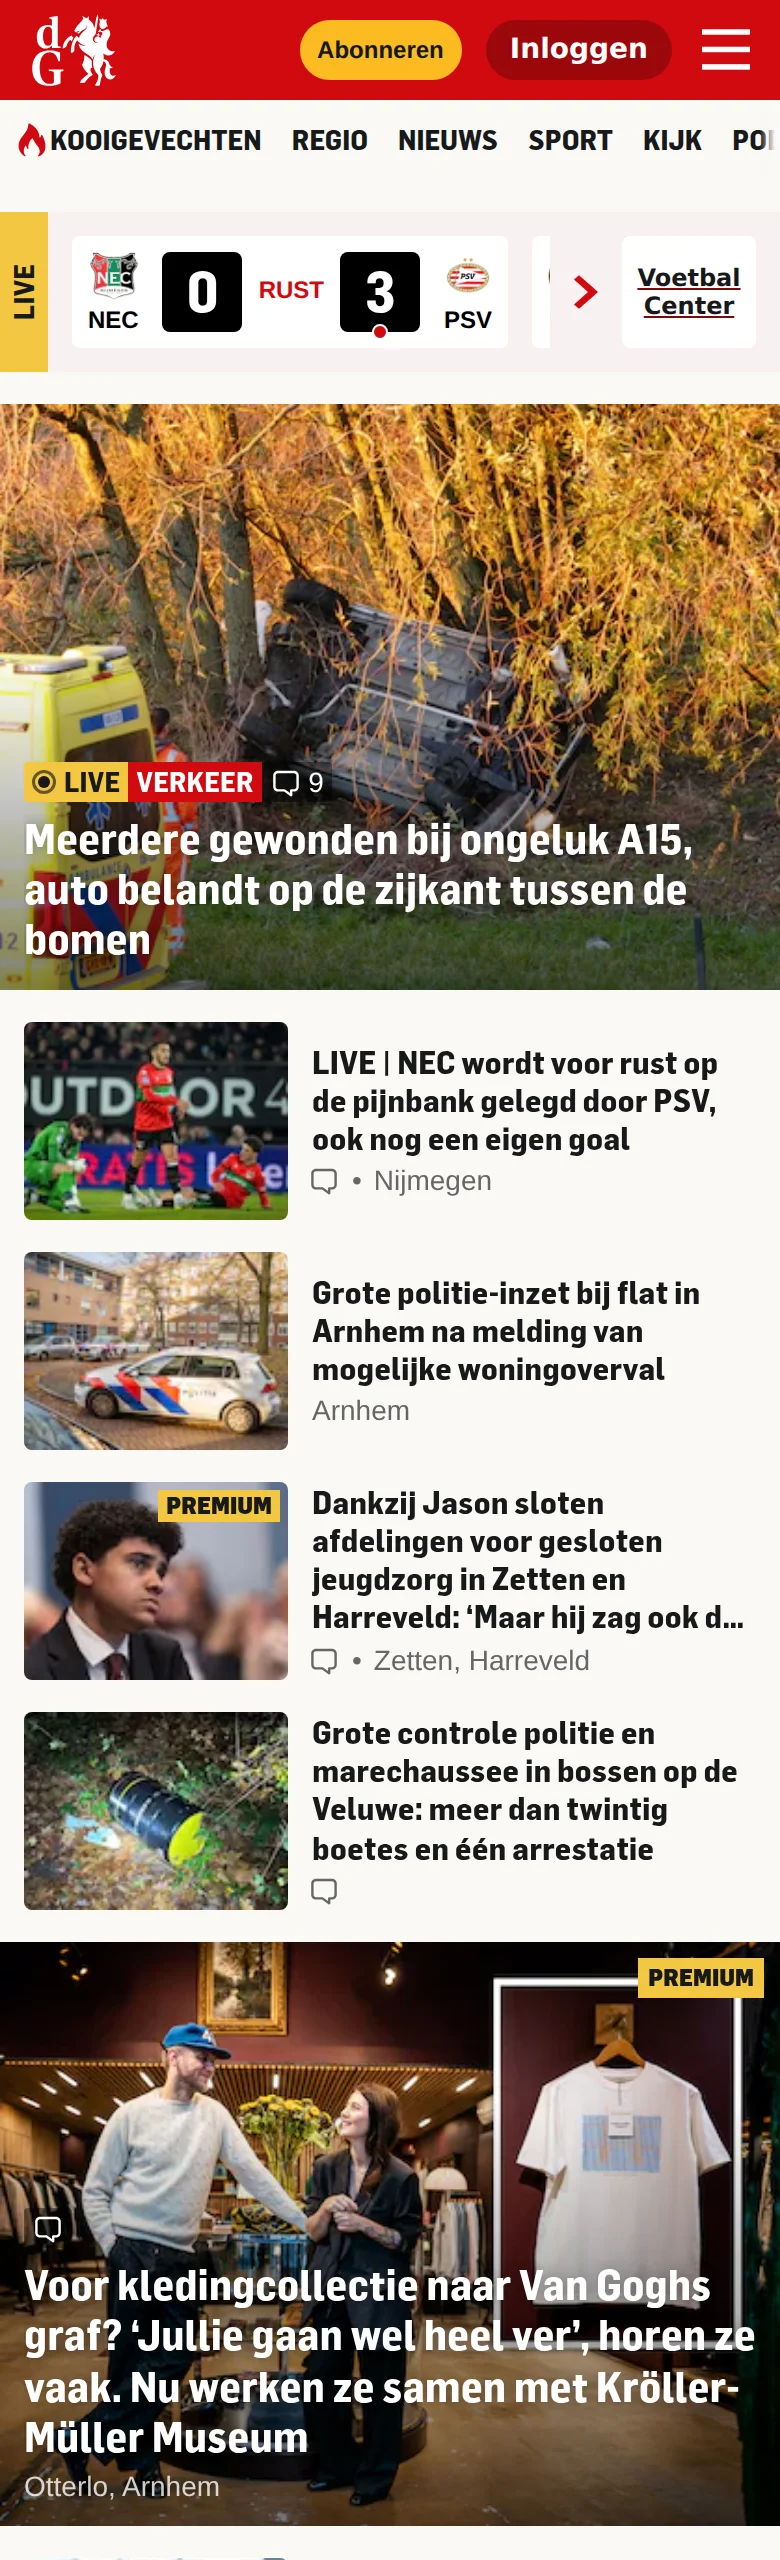 dG
Abonneren
Inloggen
KOOIGEVECHTEN REGIO NIEUWS SPORT KIJK
LIVE
NEC
0
RUST
3
PSV
Voetbal
Center
LIVE VERKEER 9
Meerdere gewonden bij ongeluk A15,
auto belandt op de zijkant tussen de
bomen
LIVE | NEC wordt voor rust op
de pijnbank gelegd door PSV,
ook nog een eigen goal
• Nijmegen
Grote politie-inzet bij flat in
Arnhem na melding van
mogelijke woningoverval
Arnhem
PREMIUM
Dankzij Jason sloten
afdelingen voor gesloten
jeugdzorg in Zetten en
Harreveld: ‘Maar hij zag ook d...
• Zetten, Harreveld
Grote controle politie en
marechaussee in bossen op de
Veluwe: meer dan twintig
boetes en één arrestatie
PREMIUM
Voor kledingcollectie naar Van Goghs
graf? ‘Jullie gaan wel heel ver’, horen ze
vaak. Nu werken ze samen met Kröller-
Müller Museum
Otterlo, Arnhem